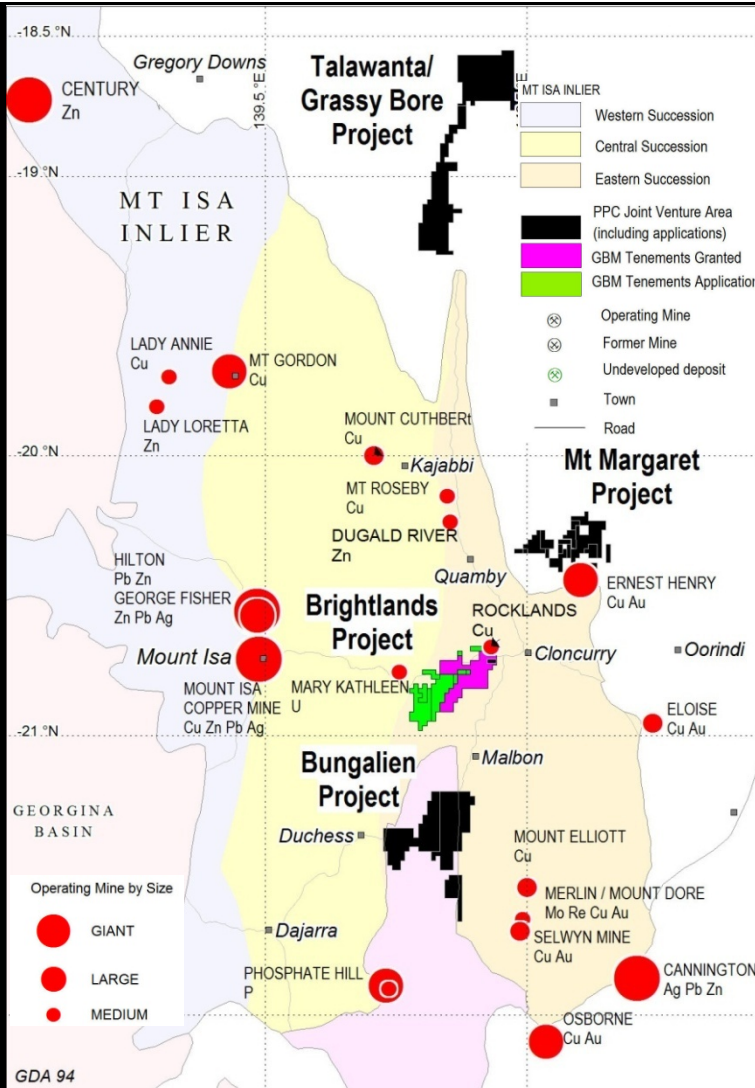 -18.5 °N
Gregory Downs
CENTURY
Zn
139.5 °E
Talawanta/
Grassy Bore
Project
MT ISA INLIER
Western Succession
Central Succession
Eastern Succession
PPC Joint Venture Area
(including applications)
GBM Tenements Granted
GBM Tenements Application
Operating Mine
Former Mine
Undeveloped deposit
Town
Road
-19 °N
MT ISA
INLIER
LADY ANNIE
Cu
MT GORDON
Cu
LADY LORETTA
Zn
MOUNT CUTHBERt
Cu
-20 °N
Kajabbi
MT ROSEBY
Cu
DUGALD RIVER
Zn
Mt Margaret
Project
Quamby
ERNEST HENRY
Cu Au
HILTON
Pb Zn
GEORGE FISHER
Zn Pb Ag
Brightlands
Project
ROCKLANDS
Cu
Cloncurry
Oorindi
Mount Isa
MOUNT ISA
COPPER MINE
Cu Zn Pb Ag
MARY KATHLEEN
U
ELOISE
Cu Au
-21 °N
Malbon
Bungalien
Project
GEORGINA
BASIN
Duchess
MOUNT ELLIOTT
Cu
MERLIN / MOUNT DORE
Mo Re Cu Au
SELWYN MINE
Cu Au
Dajarra
PHOSPHATE HILL
P
CANNINGTON
Ag Pb Zn
OSBORNE
Cu Au
Operating Mine by Size
GIANT
LARGE
MEDIUM
GDA 94